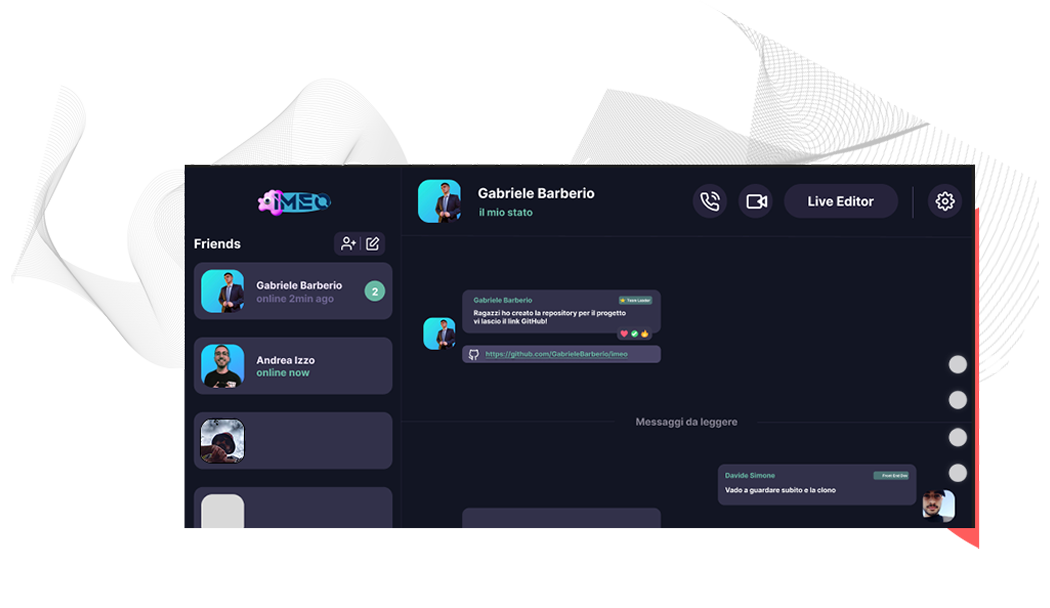 iMEO
Friends
Gabriele Barberio
online 2min ago
2
Andrea Izzo
online now
Gabriele Barberio
il mio stato
Live Editor
Gabriele Barberio
Team Leader
Ragazzi ho creato la repository per il progetto
vi lascio il link GitHub!
https://github.com/GabrieleBarberio/imeo
Messaggi da leggere
Davide Simone
Front End Dev
Vado a guardare subito e la clono